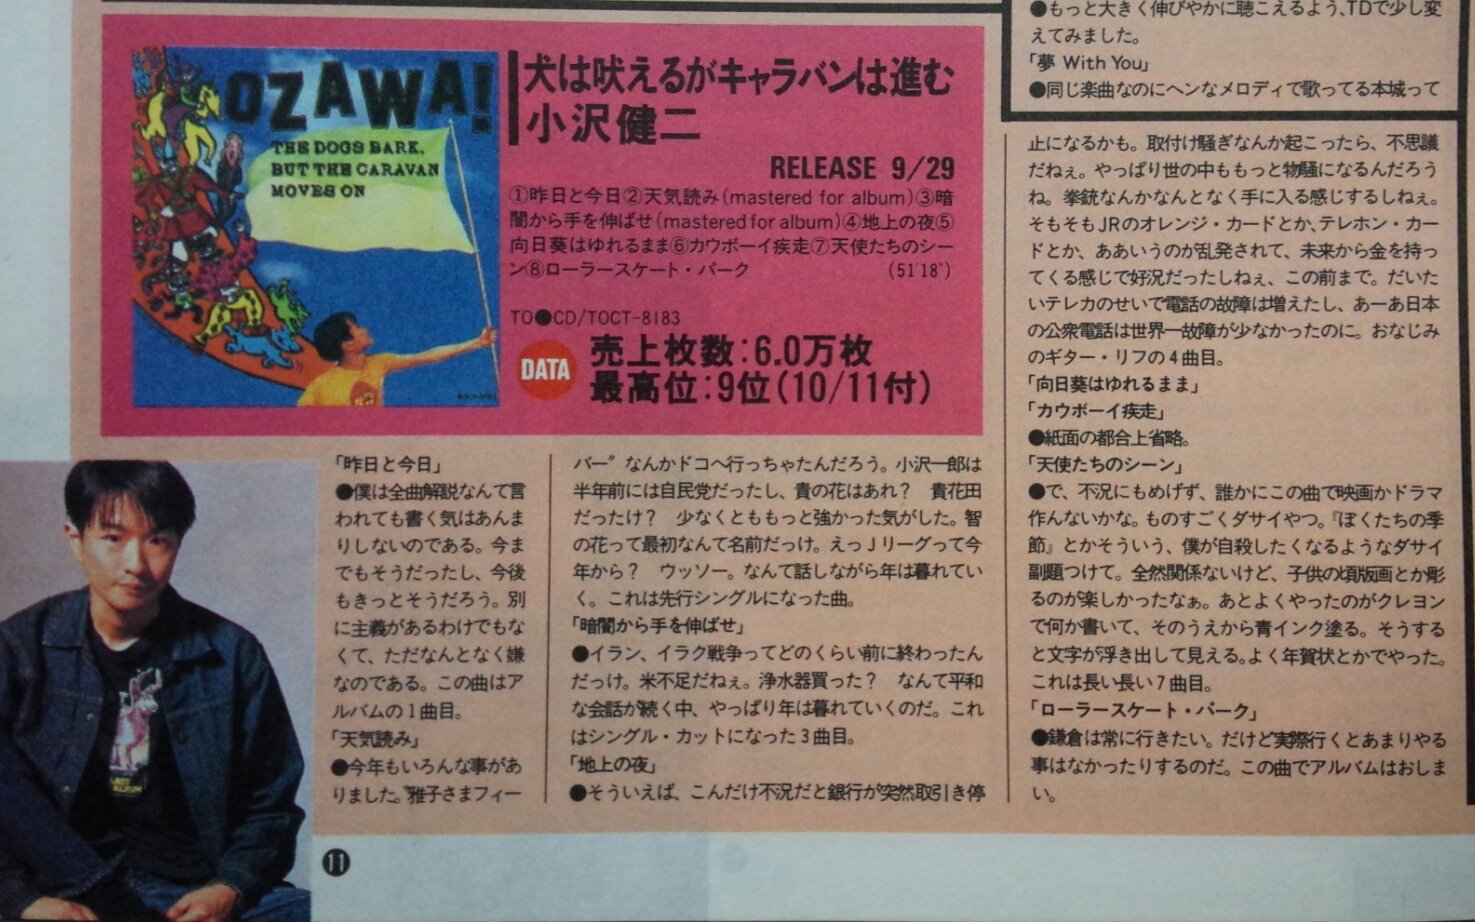 ●もっと大きく伸びやかに聴こえるよう、TDで少し変
えてみました。
「夢 With You」
●同じ楽曲なのにヘンなメロディで歌ってる本城って
OZAWA!
THE DOGS BARK,
BUT THE CARAVAN
MOVES ON
犬は吠えるがキャラバンは進む
小沢健二
RELEASE 9/29
①昨日と今日②天気読み(mastered for album)③暗
闇から手を伸ばせ(mastered for album)④地上の夜⑤
向日葵はゆれるまま⑥カウボーイ疾走⑦天使たちのシー
ン⑧ローラースケート・パーク (51'18")
TO●CD/TOCT-8183
DATA
売上枚数:6.0万枚
最高位:9位(10/11付)
「昨日と今日」
●僕は全曲解説なんて言
われても書く気はあんま
りしないのである。今ま
でもそうだったし、今後
もきっとそうだろう。別
に主義があるわけでもな
くて、ただなんとなく嫌
なのである。この曲はア
ルバムの1曲目。
「天気読み」
●今年もいろんな事があ
りました。〝雅子さまフィー
バー〟なんかドコへ行っちゃたんだろう。小沢一郎は
半年前には自民党だったし、貴の花はあれ?　貴花田
だったけ?　少なくとももっと強かった気がした。智
の花って最初なんて名前だっけ。えっJリーグって今
年から?　ウッソー。なんて話しながら年は暮れてい
く。これは先行シングルになった曲。
「暗闇から手を伸ばせ」
●イラン、イラク戦争ってどのくらい前に終わったん
だっけ。米不足だねぇ。浄水器買った?　なんて平和
な会話が続く中、やっぱり年は暮れていくのだ。これ
はシングル・カットになった3曲目。
「地上の夜」
●そういえば、こんだけ不況だと銀行が突然取引き停
止になるかも。取付け騒ぎなんか起こったら、不思議
だねぇ。やっぱり世の中ももっと物騒になるんだろう
ね。拳銃なんかなんとなく手に入る感じするしねぇ。
そもそもJRのオレンジ・カードとか、テレホン・カー
ドとか、ああいうのが乱発されて、未来から金を持っ
てくる感じで好況だったしねぇ、この前まで。だいた
いテレカのせいで電話の故障は増えたし、あーあ日本
の公衆電話は世界一故障が少なかったのに。おなじみ
のギター・リフの4曲目。
「向日葵はゆれるまま」
「カウボーイ疾走」
●紙面の都合上省略。
「天使たちのシーン」
●で、不況にもめげず、誰かにこの曲で映画かドラマ
作んないかな。ものすごくダサイやつ。『ぼくたちの季
節』とかそういう、僕が自殺したくなるようなダサイ
副題つけて。全然関係ないけど、子供の頃版画とか彫
るのが楽しかったなぁ。あとよくやったのがクレヨン
で何か書いて、そのうえから青インク塗る。そうする
と文字が浮き出して見える。よく年賀状とかでやった。
これは長い長い7曲目。
「ローラースケート・パーク」
●鎌倉は常に行きたい。だけど実際行くとあまりやる
事はなかったりするのだ。この曲でアルバムはおしま
い。
11